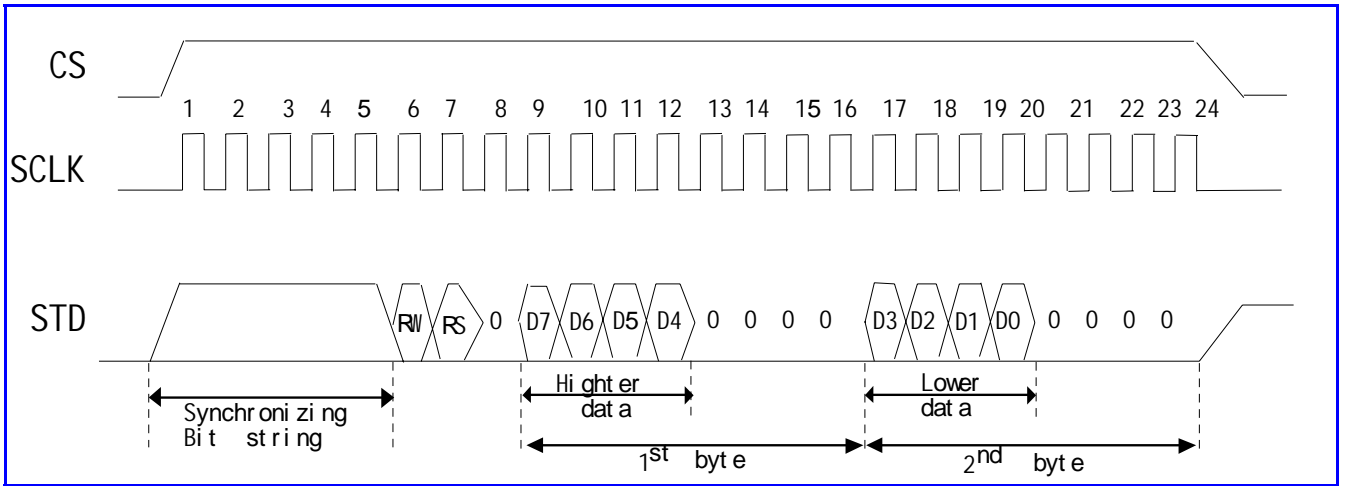 CS
1 2 3 4 5 6 7 8 9 10 11 12 13 14 15 16 17 18 19 20 21 22 23 24
SCLK
STD
RW RS 0 D7 D6 D5 D4 0 0 0 0 D3 D2 D1 D0 0 0 0 0
Synchronizing
Bit string
Highter
data
Lower
data
1st byte
2nd byte